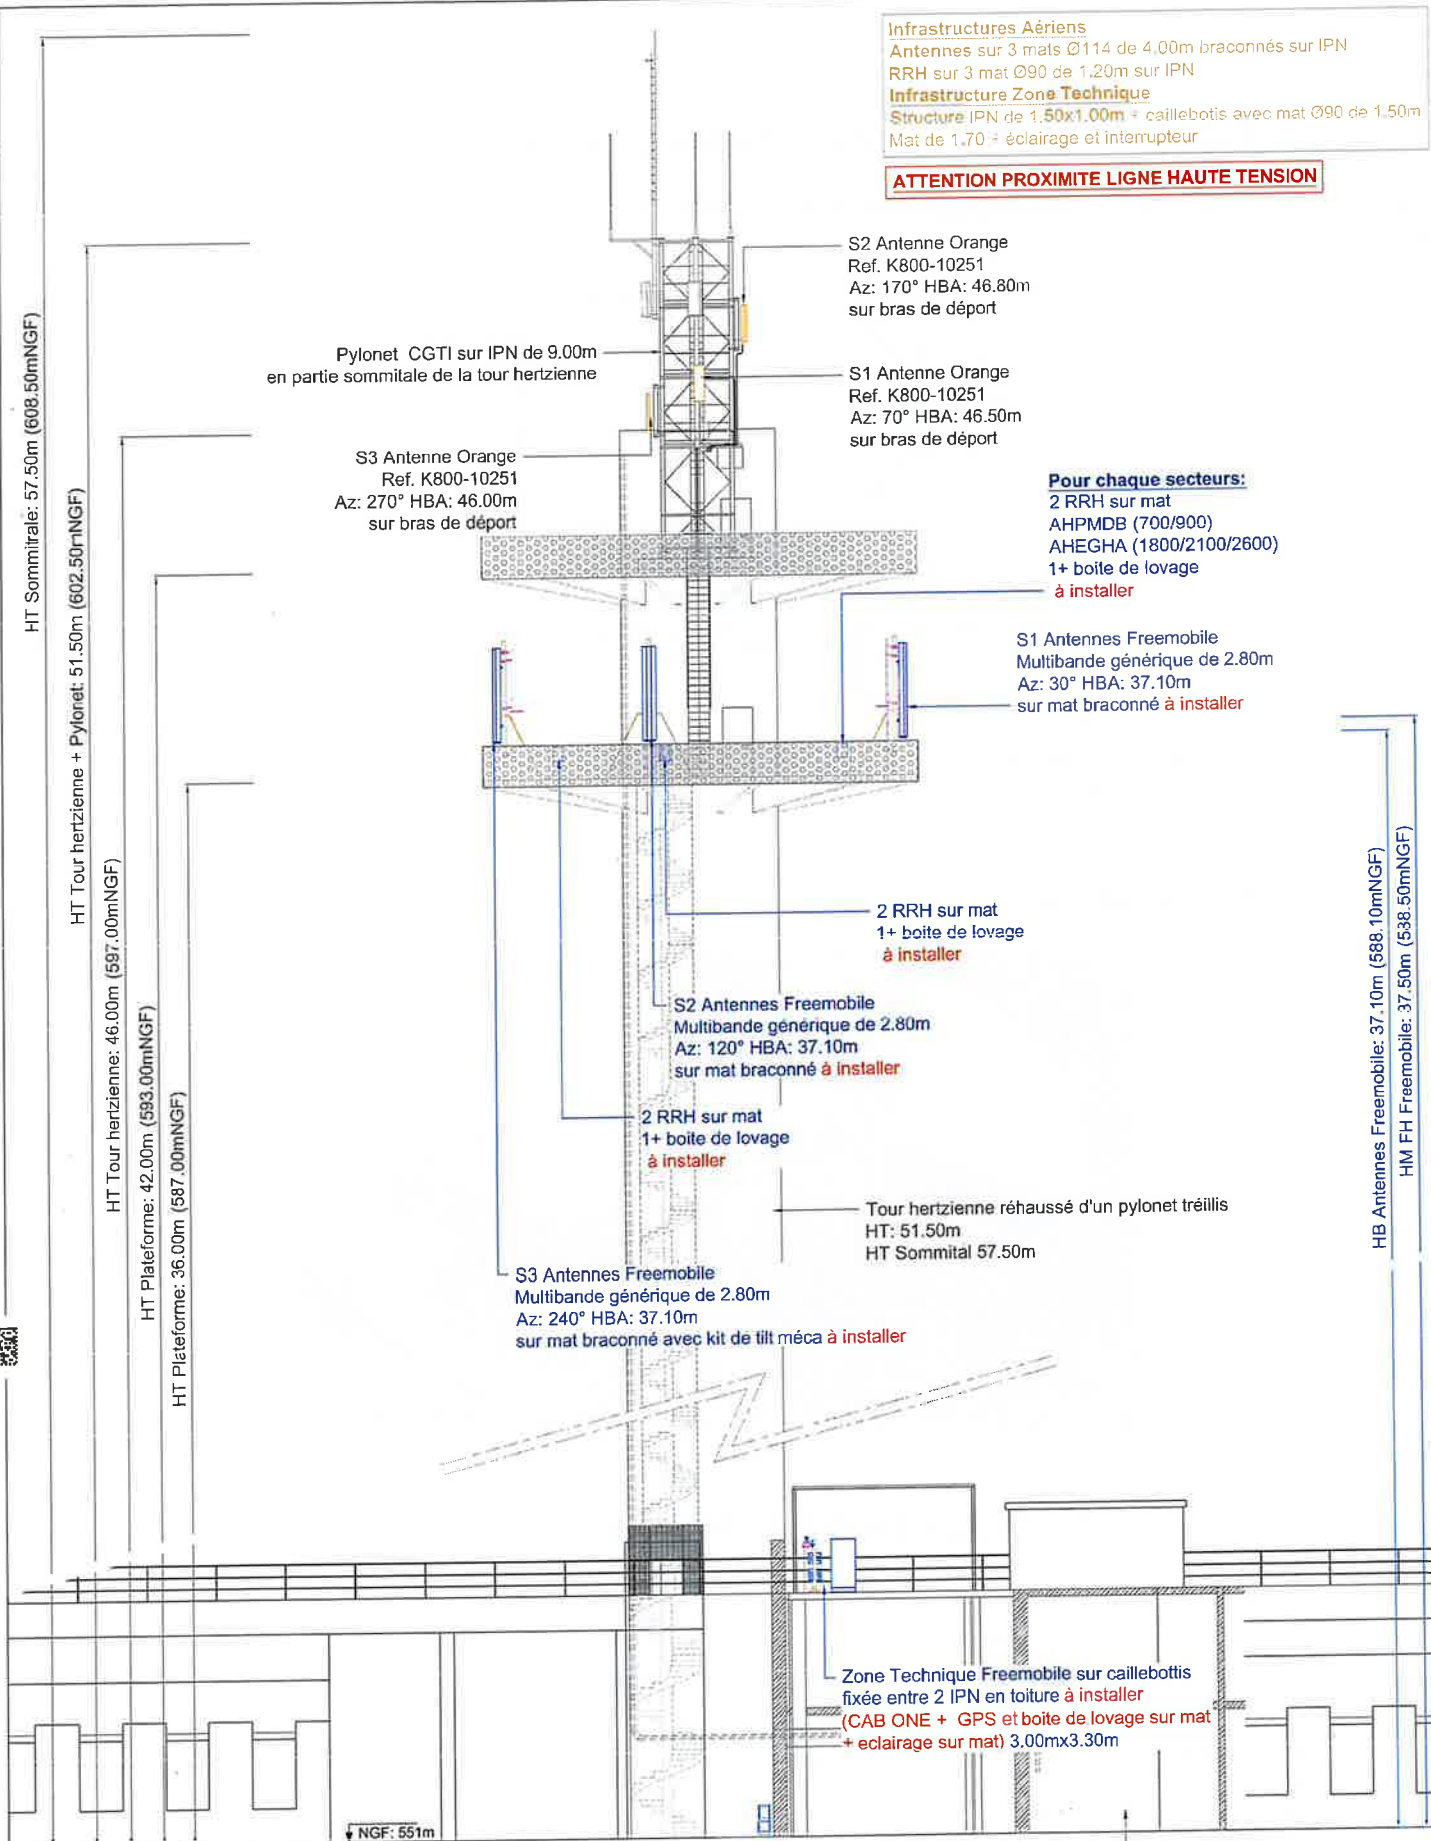 Infrastructures Aériens
Antennes sur 3 mats Ø114 de 4,00m braconnés sur IPN
RRH sur 3 mat Ø90 de 1.20m sur IPN
Infrastructure Zone Technique
Structure IPN de 1.50x1.00m + caillebotis avec mat Ø90 de 1.50m
Mat de 1.70 + éclairage et interrupteur
ATTENTION PROXIMITE LIGNE HAUTE TENSION
S2 Antenne Orange
Ref. K800-10251
Az: 170° HBA: 46.80m
sur bras de déport
Pylonet CGTI sur IPN de 9.00m
en partie sommitale de la tour hertzienne
S1 Antenne Orange
Ref. K800-10251
Az: 70° HBA: 46.50m
sur bras de déport
S3 Antenne Orange
Ref. K800-10251
Az: 270° HBA: 46.00m
sur bras de déport
Pour chaque secteurs:
2 RRH sur mat
AHPMDB (700/900)
AHEGHA (1800/2100/2600)
1+ boite de lovage
à installer
S1 Antennes Freemobile
Multibande générique de 2.80m
Az: 30° HBA: 37.10m
sur mat braconné à installer
2 RRH sur mat
1+ boite de lovage
à installer
S2 Antennes Freemobile
Multibande générique de 2.80m
Az: 120° HBA: 37.10m
sur mat braconné à installer
2 RRH sur mat
1+ boite de lovage
à installer
Tour hertzienne réhaussé d'un pylonet tréillis
HT: 51.50m
HT Sommital 57.50m
S3 Antennes Freemobile
Multibande générique de 2.80m
Az: 240° HBA: 37.10m
sur mat braconné avec kit de tilt méca à installer
HT Sommitrale: 57.50m (608.50mNGF)
HT Tour hertzienne + Pylonet: 51.50m (602.50mNGF)
HT Tour hertzienne: 46.00m (597.00mNGF)
HT Plateforme: 42.00m (593.00mNGF)
HT Plateforme: 36.00m (587.00mNGF)
HB Antennes Freemobile: 37.10m (588.10mNGF)
HM FH Freemobile: 37.50m (588.50mNGF)
Zone Technique Freemobile sur caillebottis
fixée entre 2 IPN en toiture à installer
(CAB ONE + GPS et boite de lovage sur mat
+ eclairage sur mat) 3.00mx3.30m
NGF: 551m